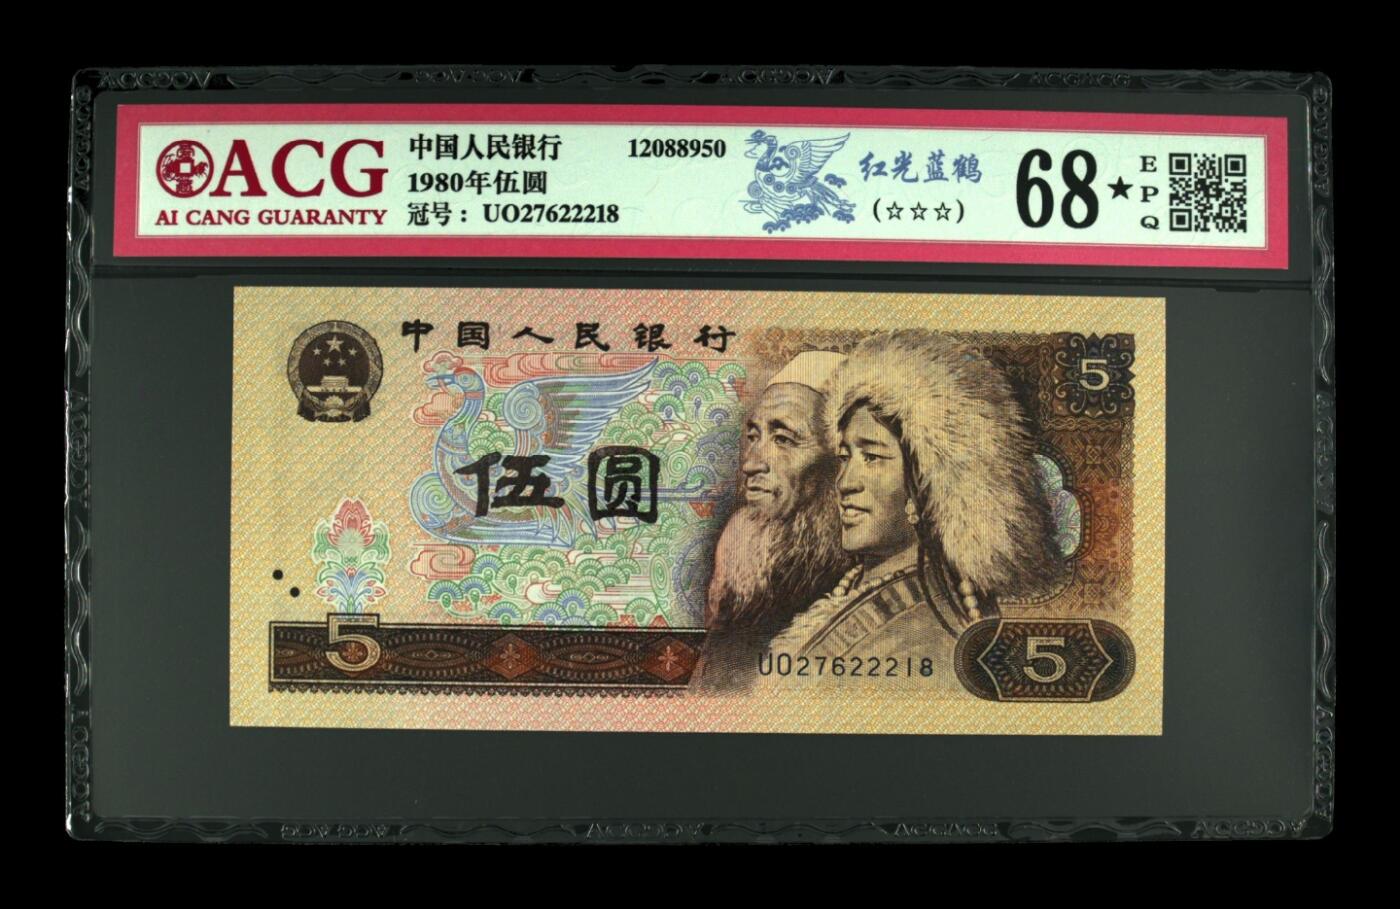 ACG
AI CANG GUARANTY
中国人民银行 12088950
1980年伍圆
冠号： UO27622218
红光蓝鹤
(☆☆☆)
68★
EPQ
中国人民银行
5
伍圆
5
UO27622218
5